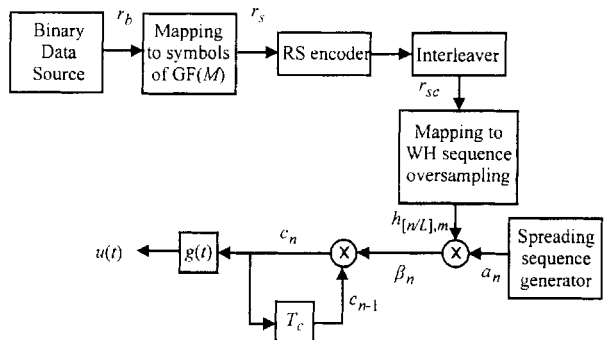 Binary
Data
Source
r_b
Mapping
to symbols
of GF(M)
r_s
RS encoder
Interleaver
r_sc
Mapping to
WH sequence
oversampling
h_[n/L],m
Spreading
sequence
generator
a_n
X
β_n
X
c_n
g(t)
u(t)
T_c
c_n-1